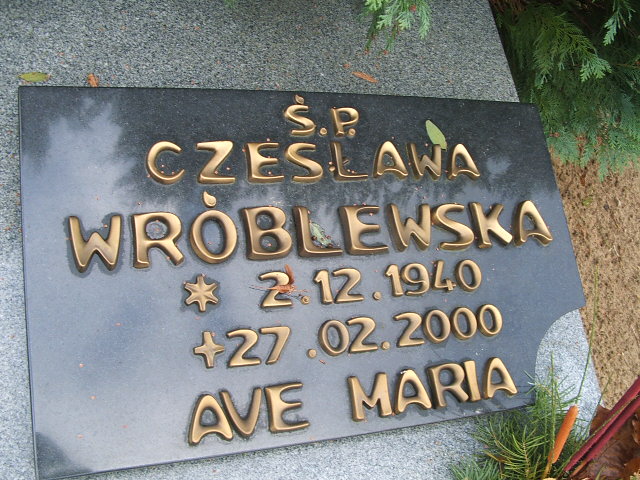 Ś.P.
CZESŁAWA
WRÓBLEWSKA
* 2.12.1940
+27.02.2000
AVE MARIA